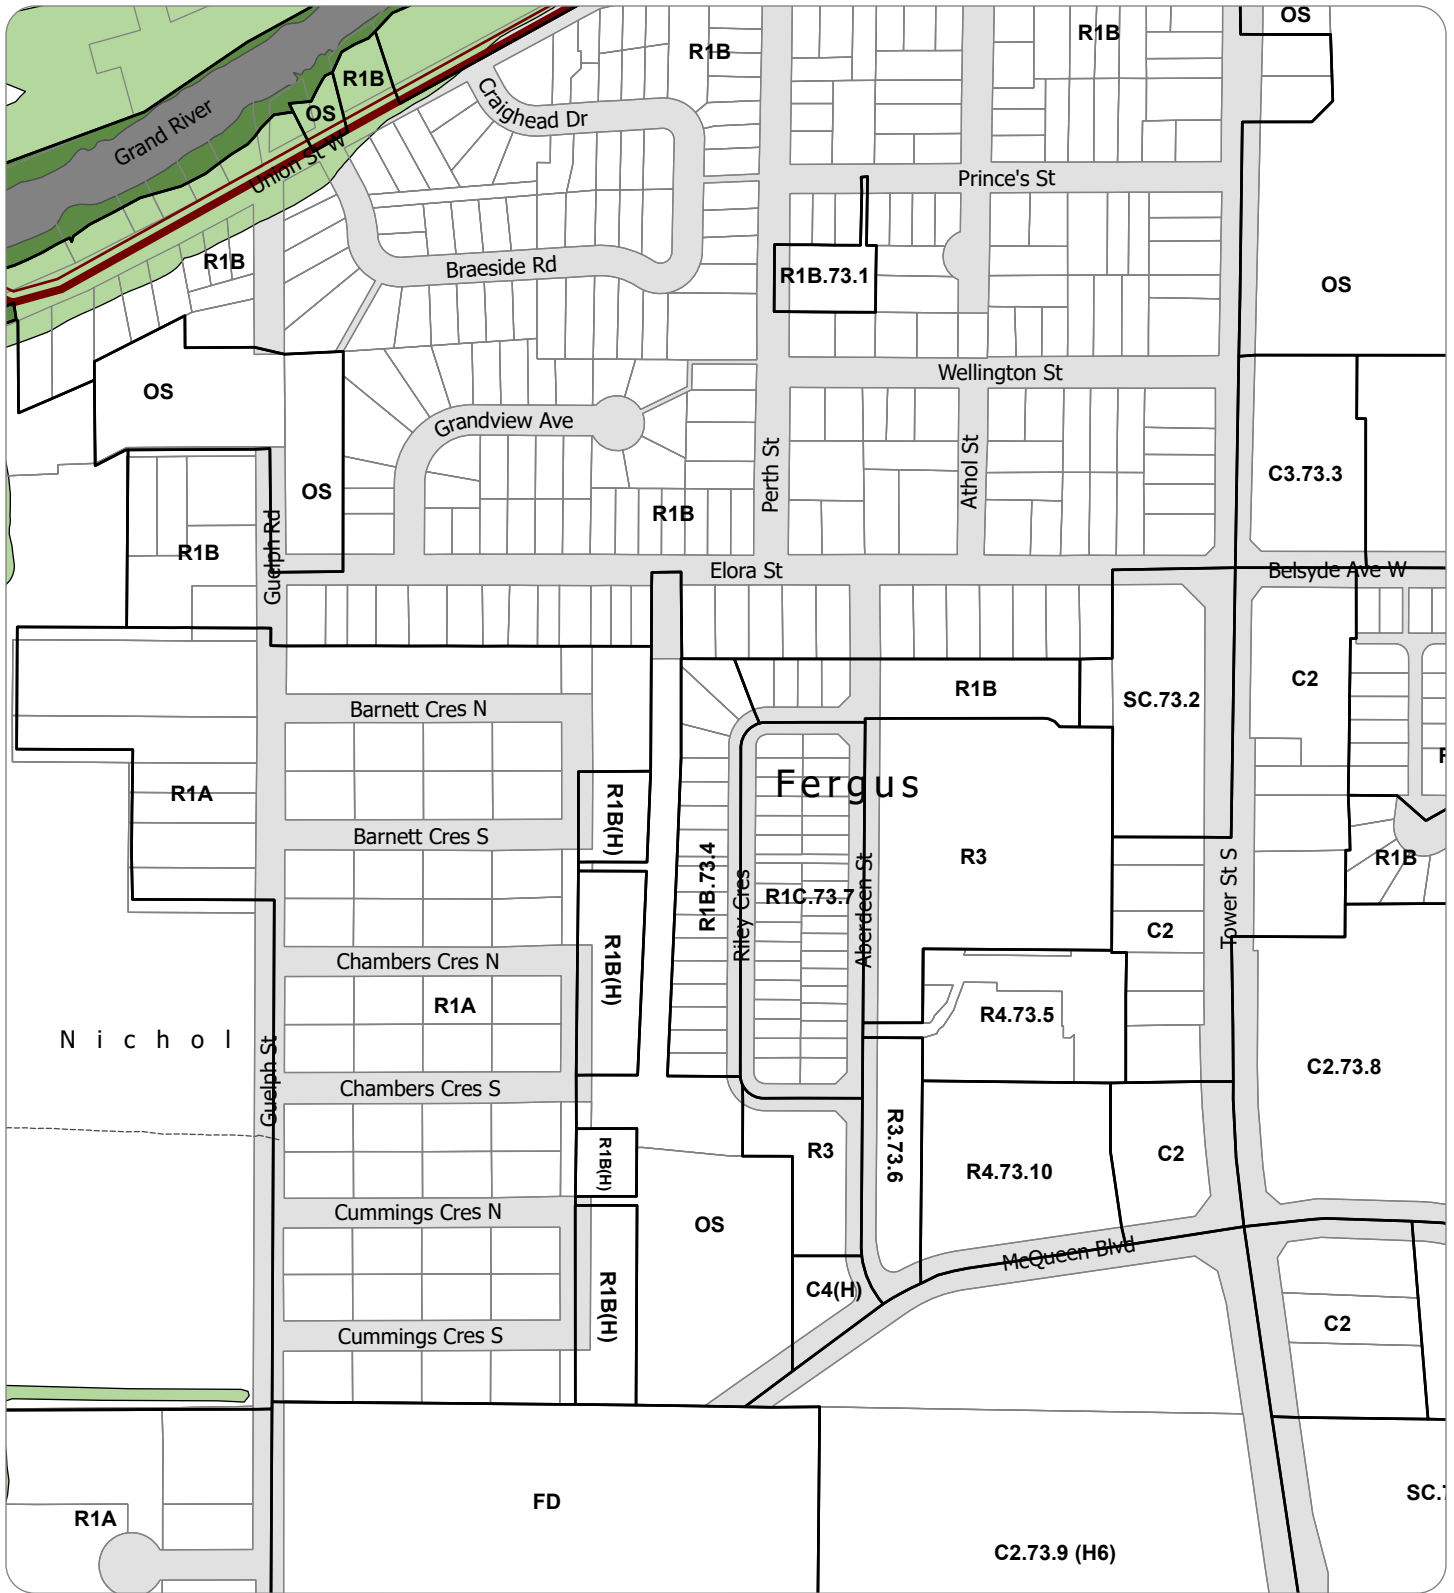 OS
R1B
R1B
R1B
OS
Grand River
Craighead Dr
Union St W
Prince's St
R1B
Braeside Rd
R1B.73.1
OS
Wellington St
OS
Grandview Ave
Perth St
Athol St
C3.73.3
OS
R1B
R1B
Guelph Rd
Elora St
Belsyde Ave W
C2
R1B
SC.73.2
Barnett Cres N
Fergus
R1A
R1B(H)
Barnett Cres S
R1B.73.4
Riley Cres
R1C.73.7
Aberdeen St
R3
Tower St S
R1B
C2
Chambers Cres N
R1B(H)
R1A
R4.73.5
Nichol
Guelph St
C2.73.8
Chambers Cres S
R1B(H)
R3
R3.73.6
R4.73.10
C2
Cummings Cres N
OS
McQueen Blvd
R1B(H)
C4(H)
C2
Cummings Cres S
FD
SC.
R1A
C2.73.9 (H6)